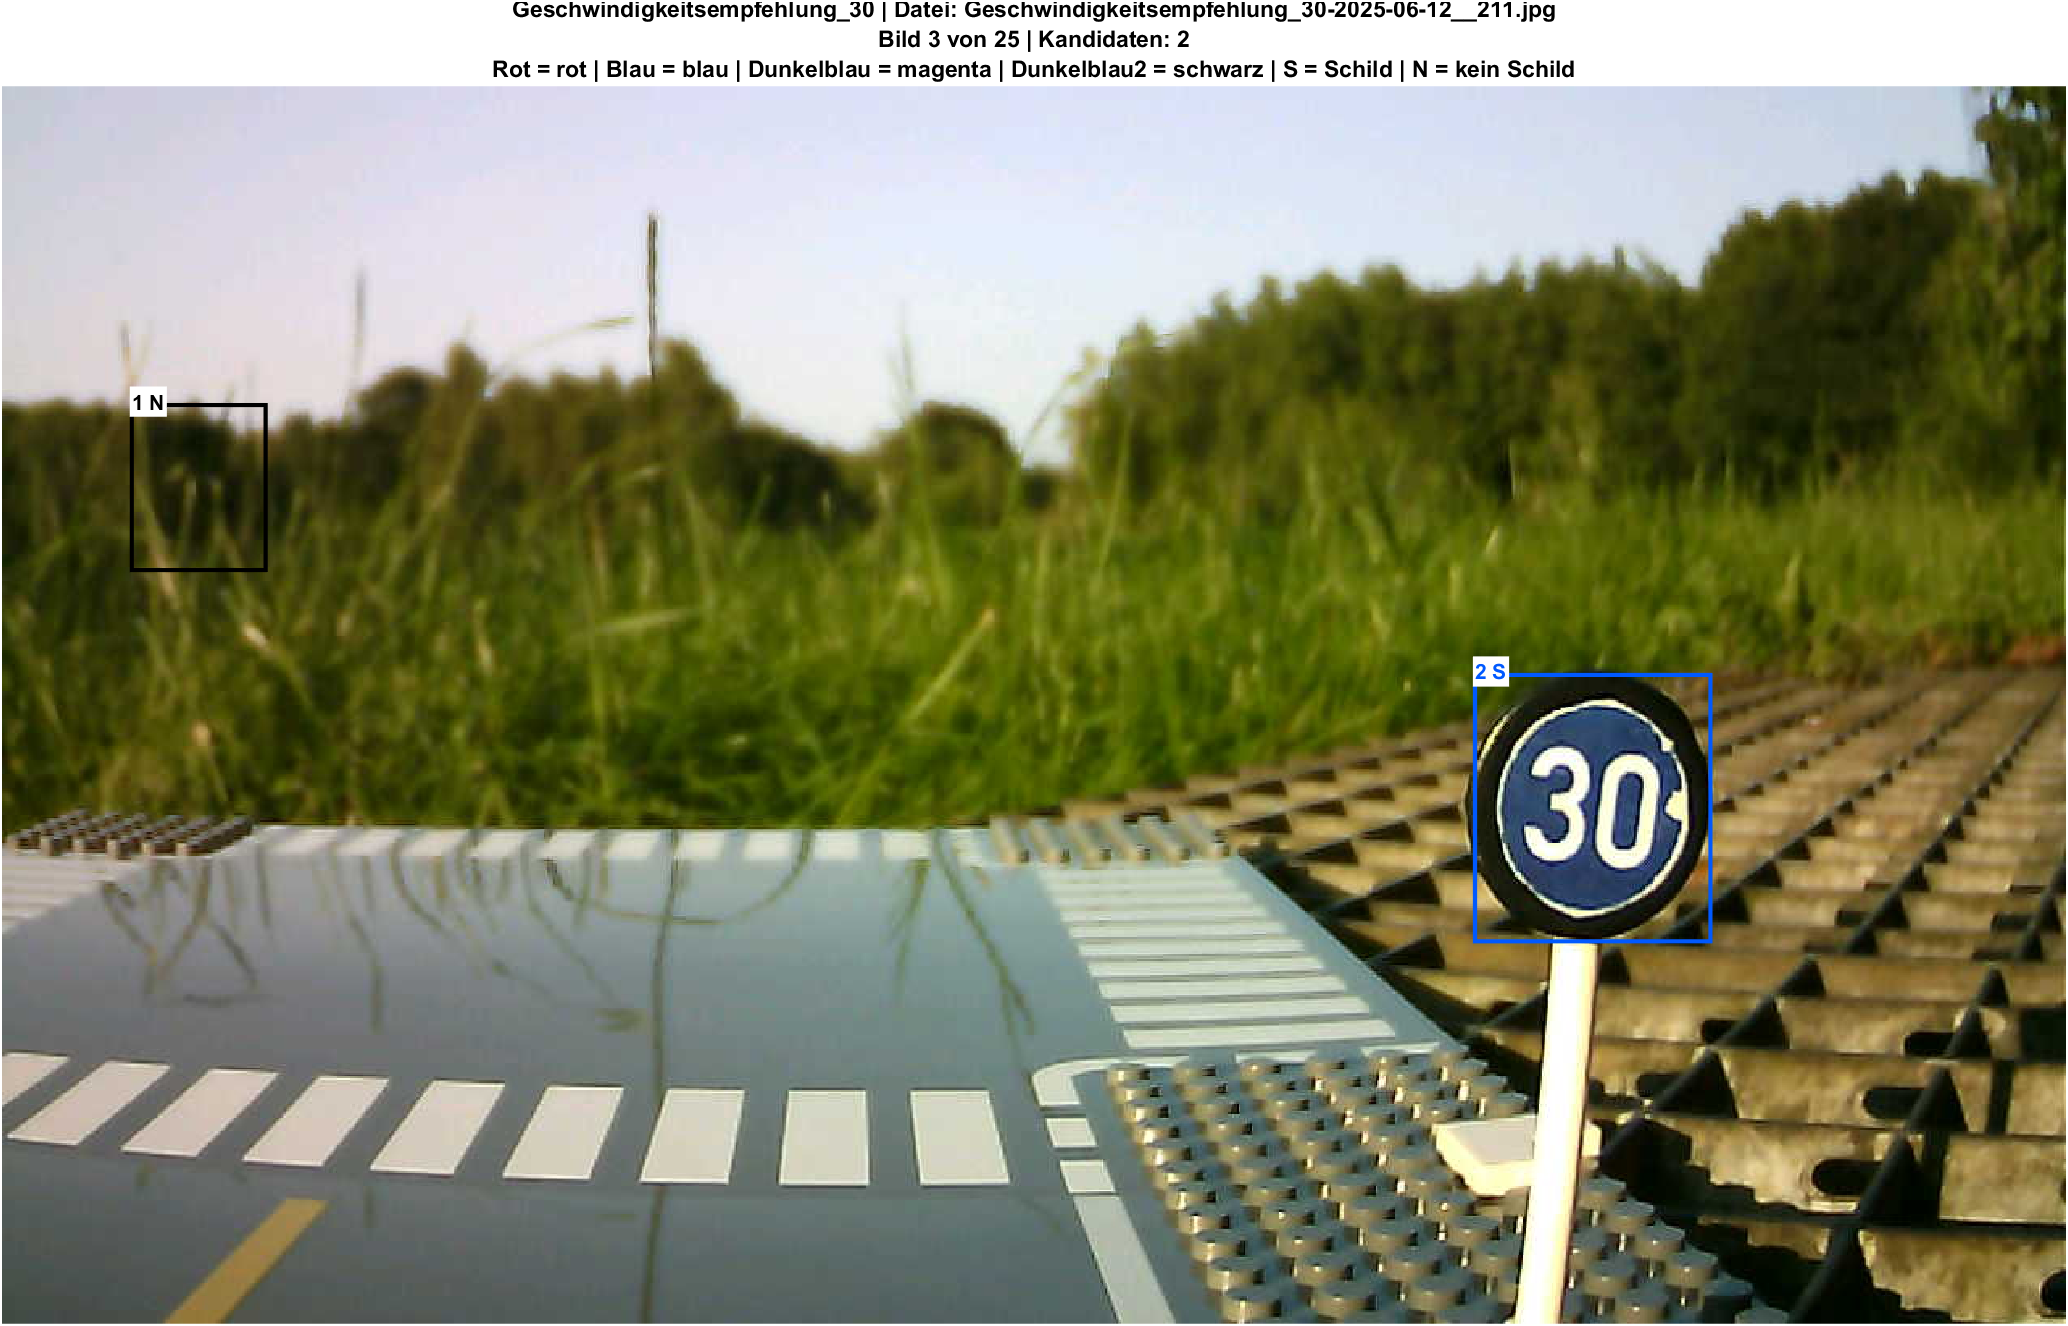 Geschwindigkeitsempfehlung_30 | Datei: Geschwindigkeitsempfehlung_30-2025-06-12__211.jpg
Bild 3 von 25 | Kandidaten: 2
Rot = rot | Blau = blau | Dunkelblau = magenta | Dunkelblau2 = schwarz | S = Schild | N = kein Schild
1 N
2 S
30